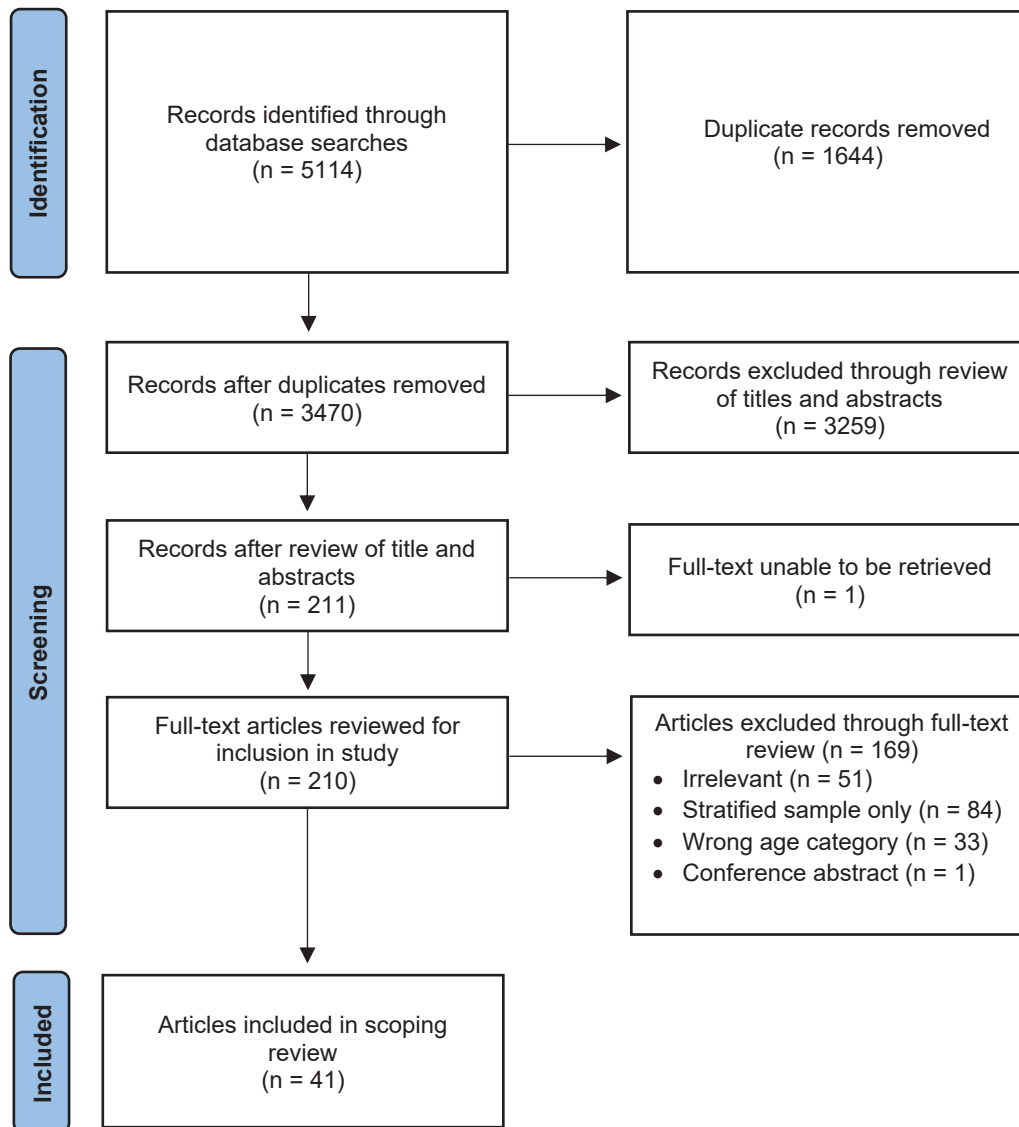 Identification
Records identified through
database searches
(n = 5114)
Duplicate records removed
(n = 1644)
Screening
Records after duplicates removed
(n = 3470)
Records excluded through review
of titles and abstracts
(n = 3259)
Records after review of title and
abstracts
(n = 211)
Full-text unable to be retrieved
(n = 1)
Full-text articles reviewed for
inclusion in study
(n = 210)
Articles excluded through full-text
review (n = 169)
• Irrelevant (n = 51)
• Stratified sample only (n = 84)
• Wrong age category (n = 33)
• Conference abstract (n = 1)
Included
Articles included in scoping
review
(n = 41)